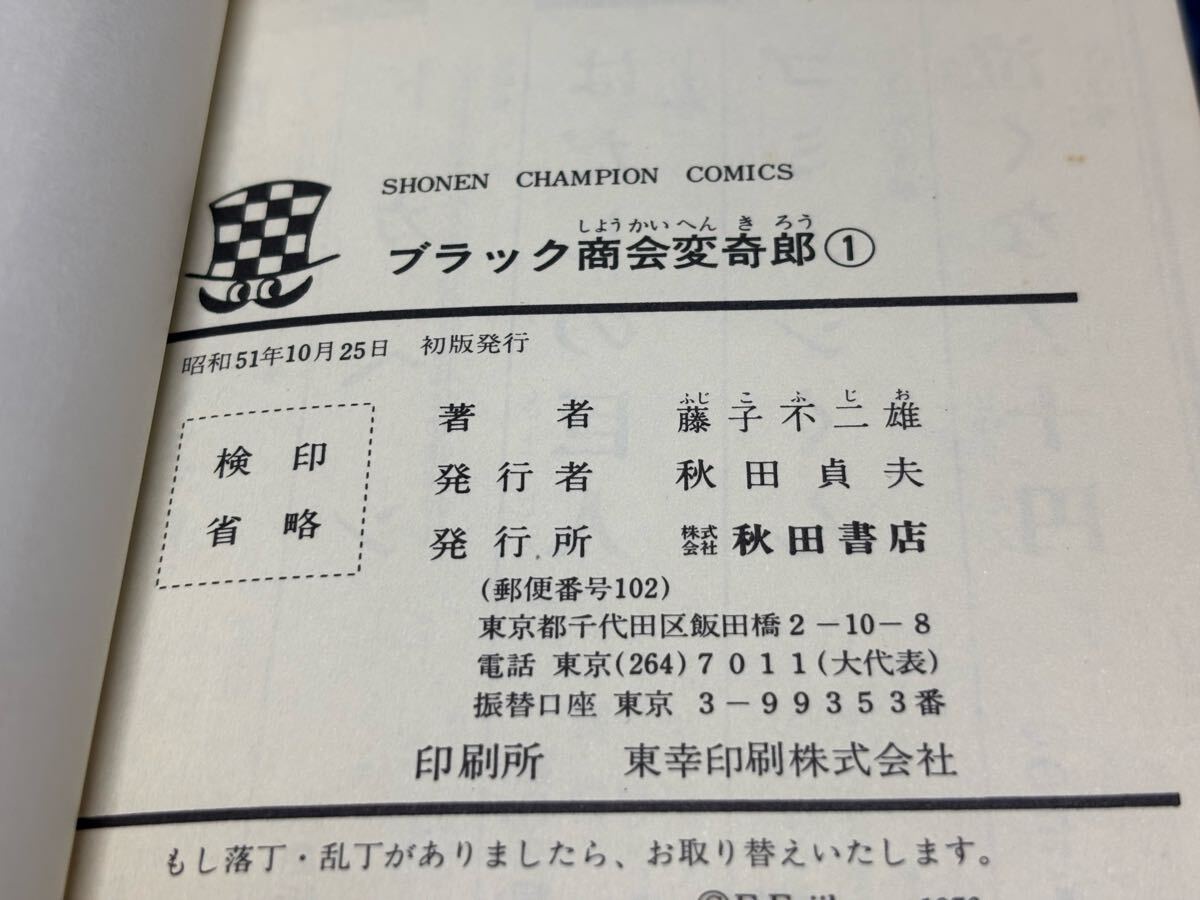 SHONEN CHAMPION COMICS
しょうかいへんきろう
ブラック商会変奇郎①
昭和51年10月25日 初版発行
検印
省略
ふじこふじお
著者 藤子不二雄
発行者 秋田貞夫
発行所 株式会社 秋田書店
(郵便番号102)
東京都千代田区飯田橋2-10-8
電話 東京(264)7011(大代表)
振替口座 東京 3-99353番
印刷所 東幸印刷株式会社
もし落丁・乱丁がありましたら、お取り替えいたします。